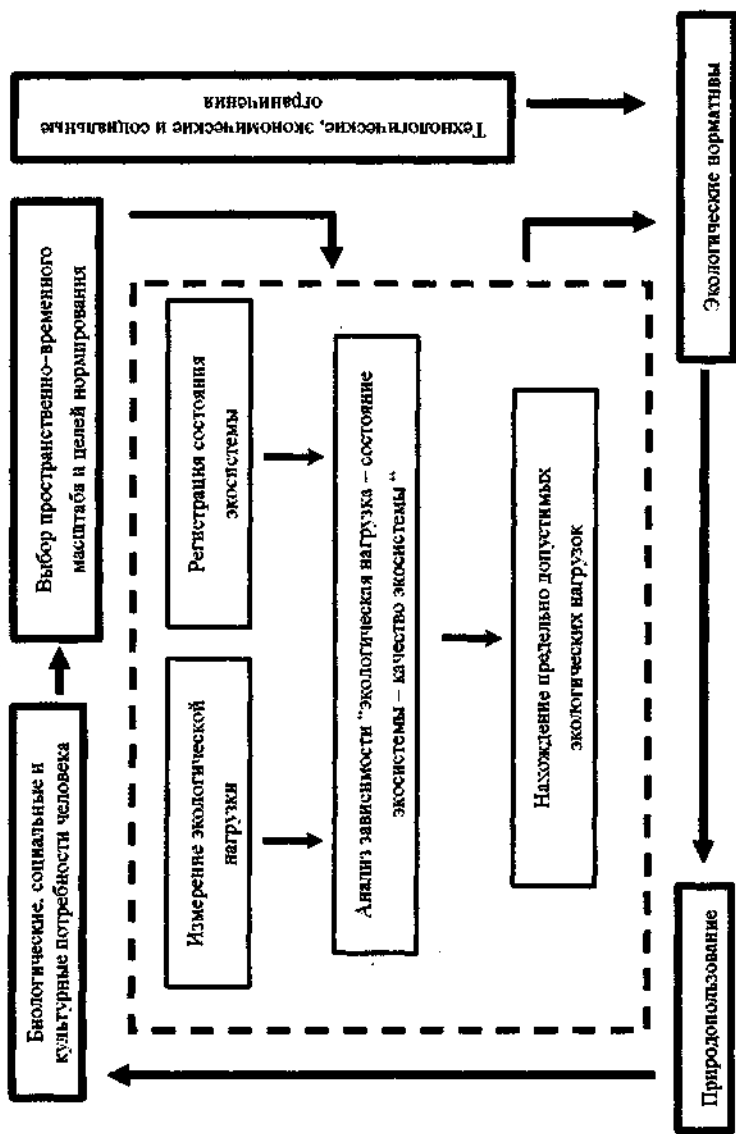 Биологические, социальные и
культурные потребности человека
Выбор пространственно-временного
масштаба и целей нормирования
Технологические, экономические и социальные
ограничения
Измерение экологической
нагрузки
Регистрация состояния
экосистемы
Анализ зависимости "экологическая нагрузка – состояние
экосистемы – качество экосистемы"
Нахождение предельно допустимых
экологических нагрузок
Природопользование
Экологические нормативы